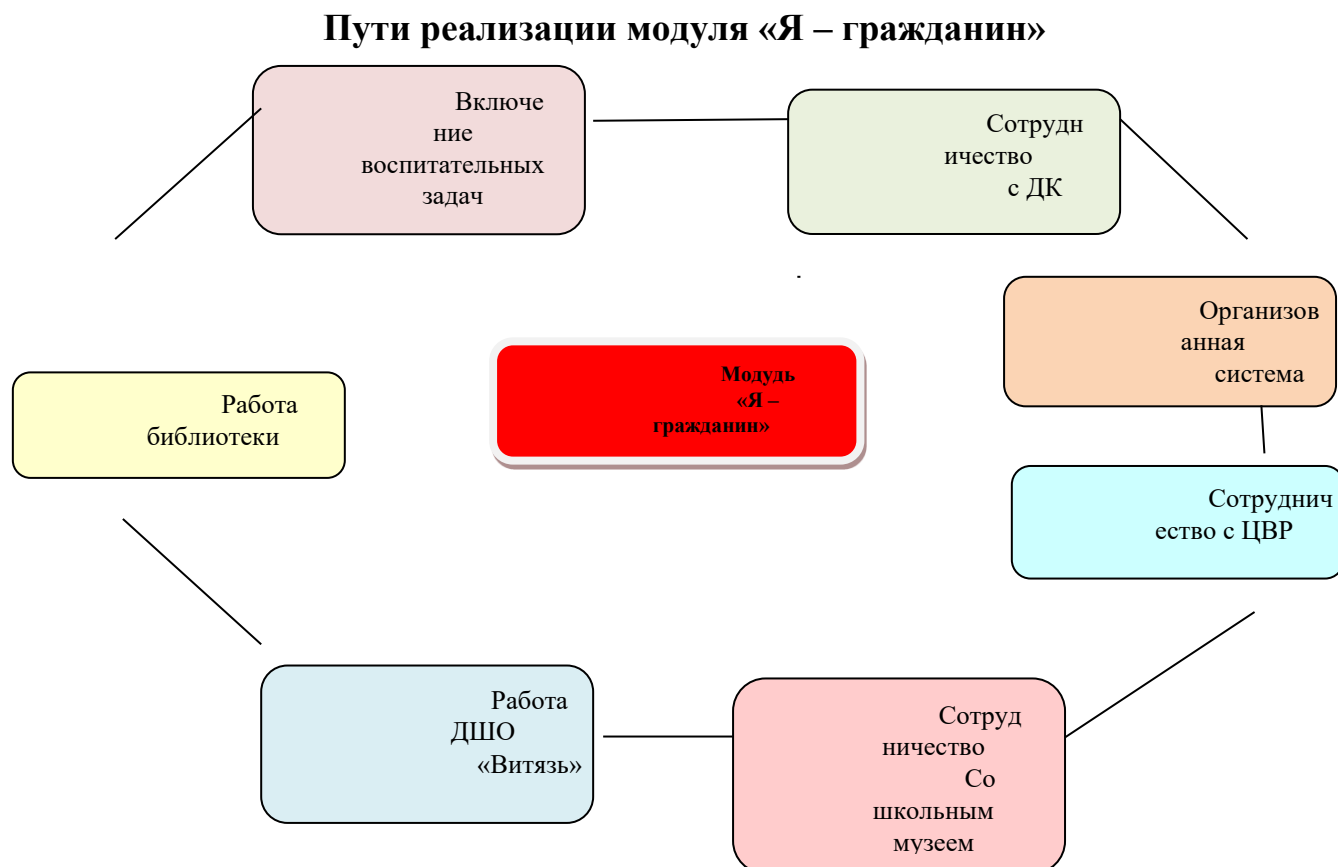 Пути реализации модуля «Я – гражданин»
Включе
ние
воспитательных
задач
Сотрудн
ичество
с ДК
.
Организов
анная
система
Модудь
«Я –
гражданин»
Работа
библиотеки
Сотруднич
ество с ЦВР
Работа
ДШО
«Витязь»
Сотруд
ничество
Со
школьным
музеем